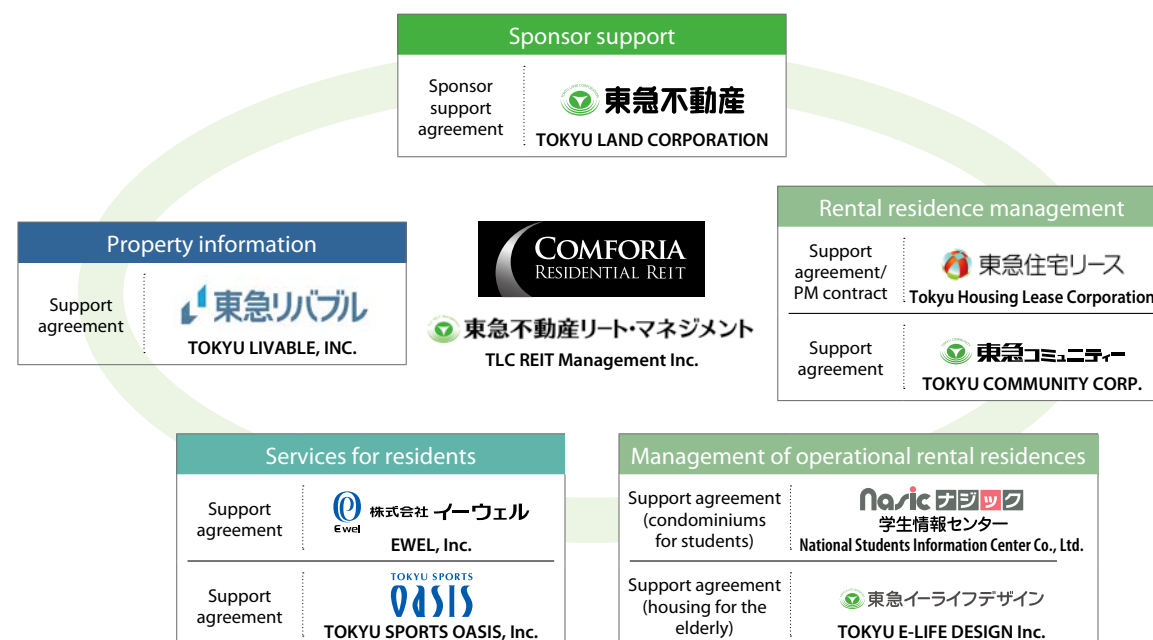 Sponsor support
Sponsor
support
agreement
東急不動産
TOKYU LAND CORPORATION
Property information
Support
agreement
東急リバブル
TOKYU LIVABLE, INC.
COMFORIA
RESIDENTIAL REIT
東急不動産リート・マネジメント
TLC REIT Management Inc.
Rental residence management
Support
agreement/
PM contract
東急住宅リース
Tokyu Housing Lease Corporation
Support
agreement
東急コミュニティー
TOKYU COMMUNITY CORP.
Services for residents
Support
agreement
Ewel
株式会社 イーウェル
EWEL, Inc.
Support
agreement
TOKYU SPORTS
OASIS
TOKYU SPORTS OASIS, Inc.
Management of operational rental residences
Support agreement
(condominiums
for students)
Nasic ナジック
学生情報センター
National Students Information Center Co., Ltd.
Support agreement
(housing for the
elderly)
東急イーライフデザイン
TOKYU E-LIFE DESIGN Inc.